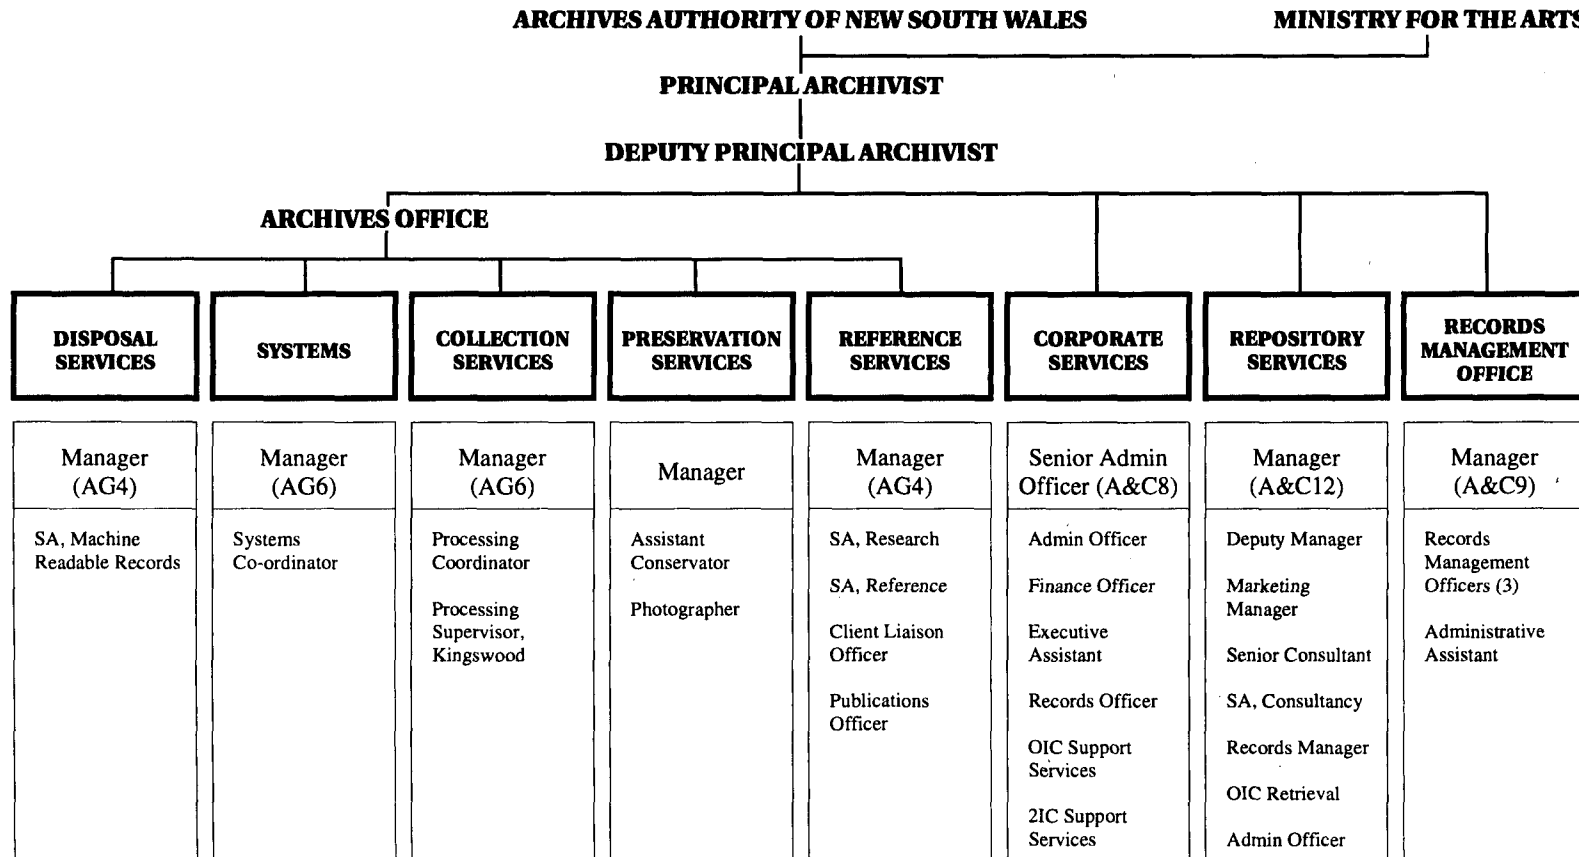 ARCHIVES AUTHORITY OF NEW SOUTH WALES
MINISTRY FOR THE ARTS
PRINCIPAL ARCHIVIST
DEPUTY PRINCIPAL ARCHIVIST
ARCHIVES OFFICE
DISPOSAL
SERVICES
SYSTEMS
COLLECTION
SERVICES
PRESERVATION
SERVICES
REFERENCE
SERVICES
CORPORATE
SERVICES
REPOSITORY
SERVICES
RECORDS
MANAGEMENT
OFFICE
Manager
(AG4)
SA, Machine
Readable Records
Manager
(AG6)
Systems
Co-ordinator
Manager
(AG6)
Processing
Coordinator
Processing
Supervisor,
Kingswood
Manager
Assistant
Conservator
Photographer
Manager
(AG4)
SA, Research
SA, Reference
Client Liaison
Officer
Publications
Officer
Senior Admin
Officer (A&C8)
Admin Officer
Finance Officer
Executive
Assistant
Records Officer
OIC Support
Services
2IC Support
Services
Manager
(A&C12)
Deputy Manager
Marketing
Manager
Senior Consultant
SA, Consultancy
Records Manager
OIC Retrieval
Admin Officer
Manager
(A&C9)
Records
Management
Officers (3)
Administrative
Assistant